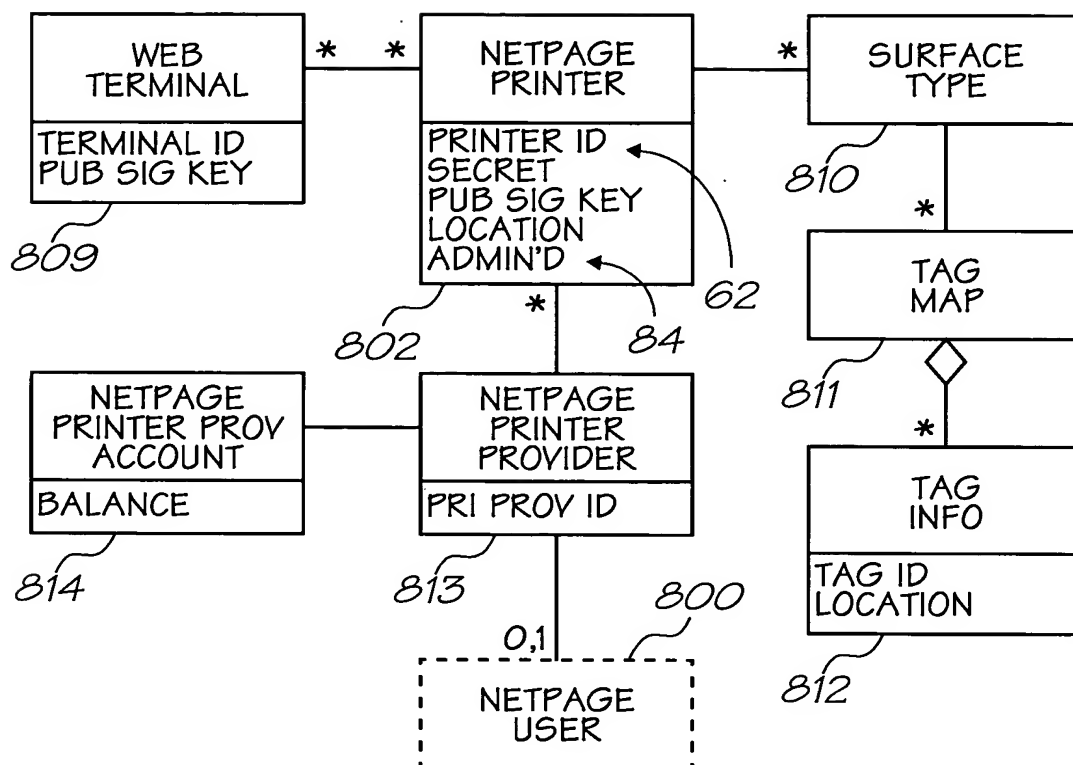 WEB
TERMINAL
TERMINAL ID
PUB SIG KEY
809
*
*
NETPAGE
PRINTER
PRINTER ID
SECRET
PUB SIG KEY
LOCATION
ADMIN'D
62
84
802
*
*
SURFACE
TYPE
810
*
TAG
MAP
811
*
TAG
INFO
TAG ID
LOCATION
812
NETPAGE
PRINTER PROV
ACCOUNT
BALANCE
814
NETPAGE
PRINTER
PROVIDER
PRI PROV ID
813
800
0,1
NETPAGE
USER